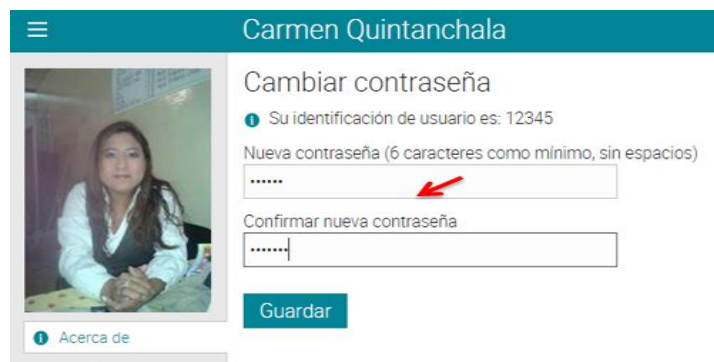 Carmen Quintanchala
Cambiar contraseña
Su identificación de usuario es: 12345
Nueva contraseña (6 caracteres como mínimo, sin espacios)
••••••
Confirmar nueva contraseña
•••••••
Guardar
Acerca de